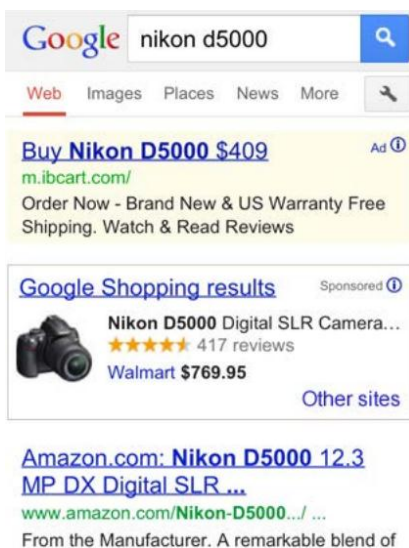 Google nikon d5000
Web Images Places News More
Buy Nikon D5000 $409 Ad
m.ibcart.com/
Order Now - Brand New & US Warranty Free
Shipping. Watch & Read Reviews
Google Shopping results Sponsored
Nikon D5000 Digital SLR Camera...
417 reviews
Walmart $769.95
Other sites
Amazon.com: Nikon D5000 12.3
MP DX Digital SLR ...
www.amazon.com/Nikon-D5000.../ ...
From the Manufacturer. A remarkable blend of